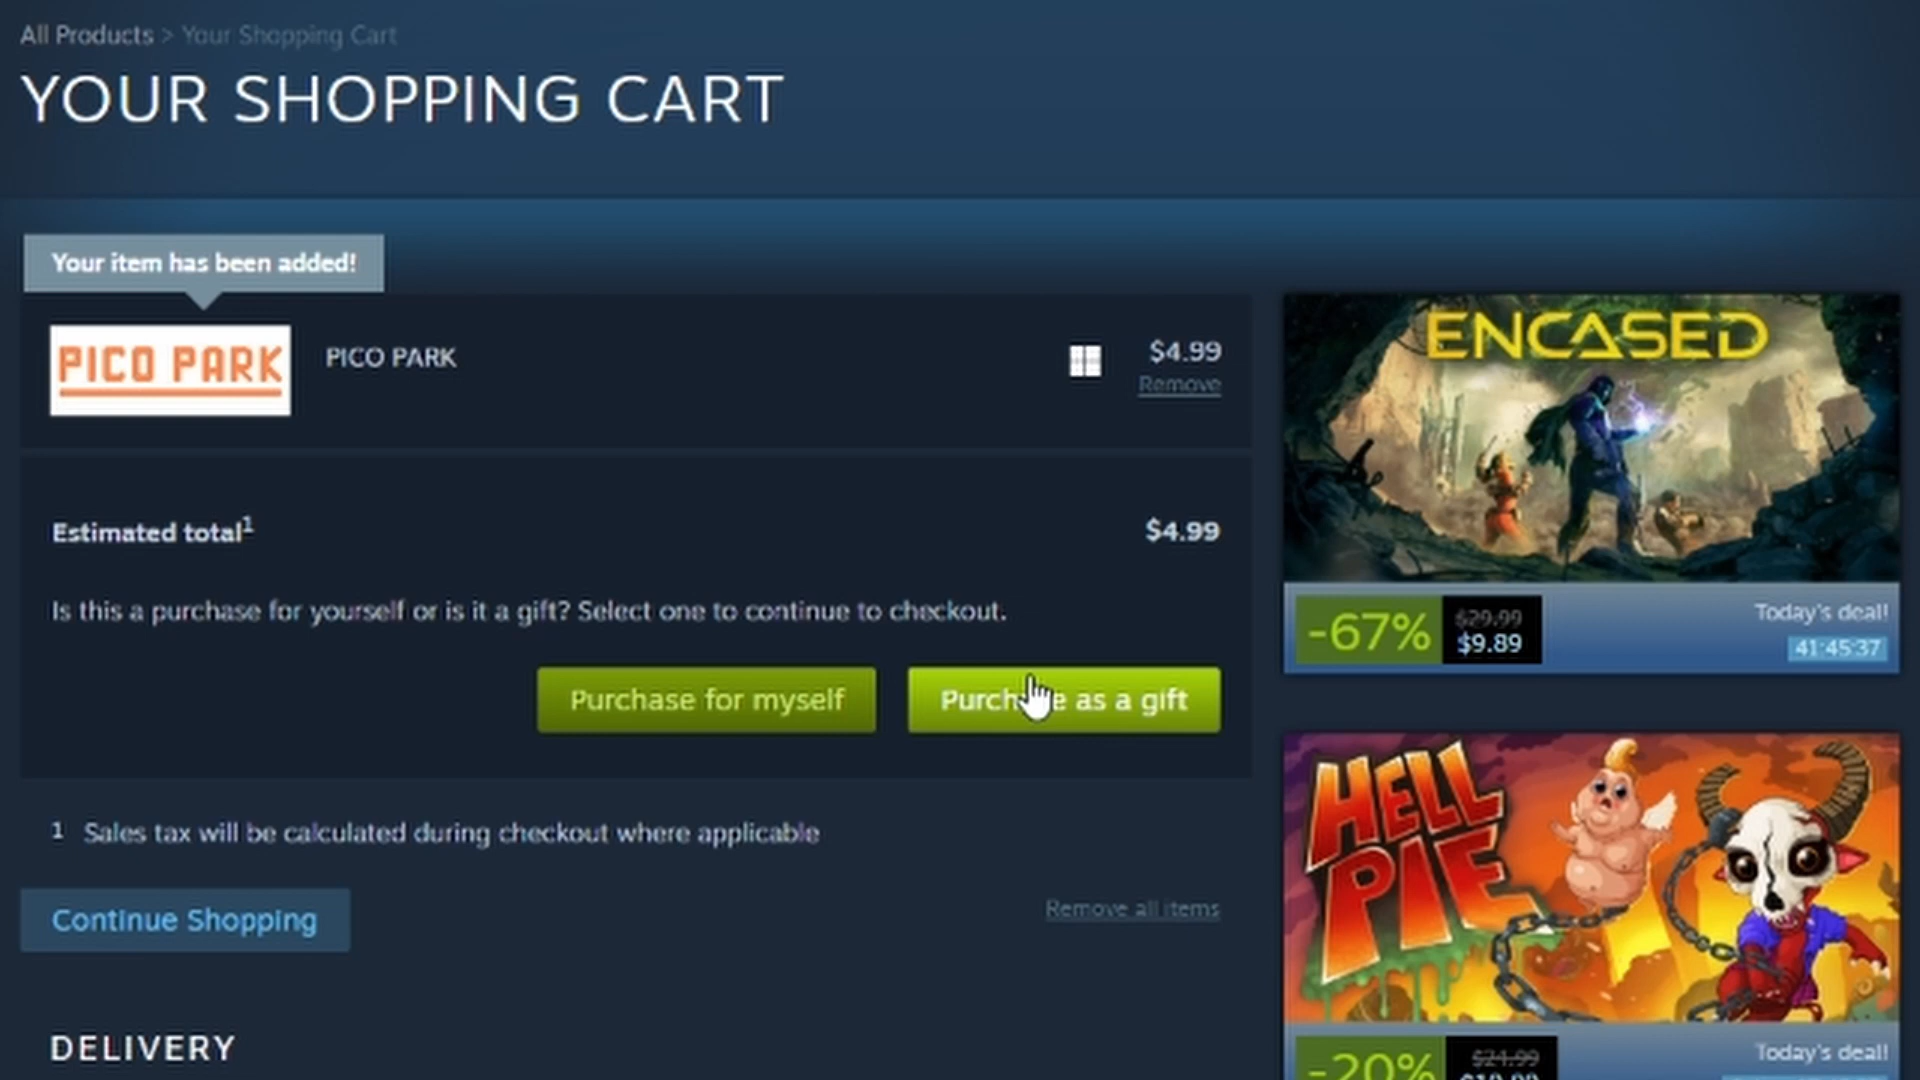 All Products > Your Shopping Cart
YOUR SHOPPING CART
Your item has been added!
PICO PARK
PICO PARK
$4.99
Remove
Estimated total¹
$4.99
Is this a purchase for yourself or is it a gift? Select one to continue to checkout.
Purchase for myself
as a gift
1 Sales tax will be calculated during checkout where applicable
Continue Shopping
Remove all items
DELIVERY
ENCASED
-67%
$29.99
$9.89
Today's deal!
41:45:37
HELL
PIE
-20%
$24.99
Today's deal!